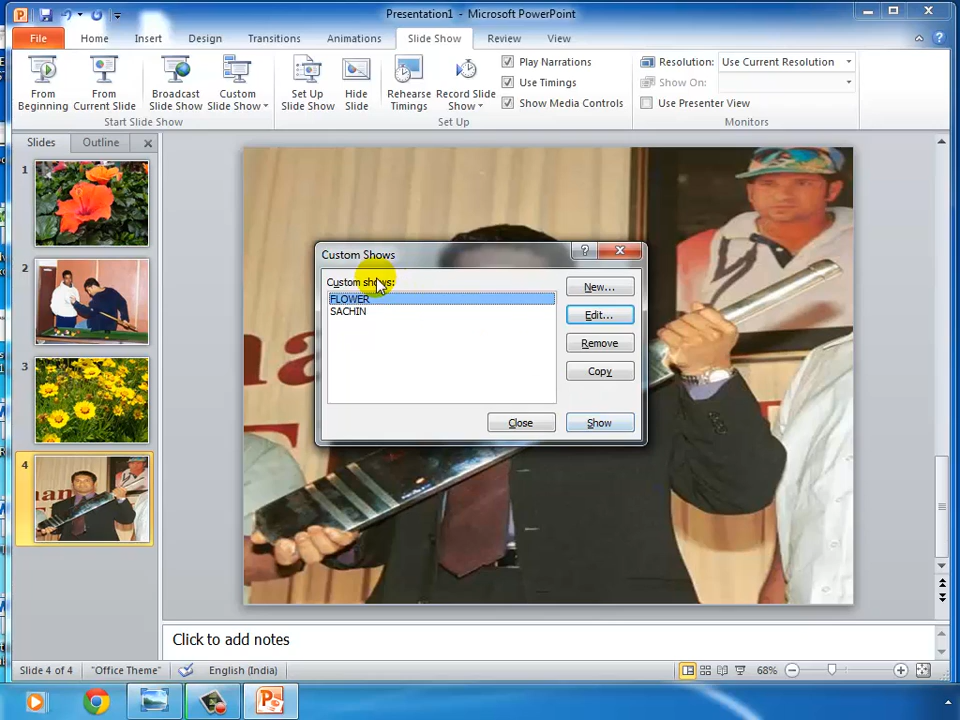 Presentation1 - Microsoft PowerPoint
File Home Insert Design Transitions Animations Slide Show Review View
From Beginning
From Current Slide
Broadcast Slide Show
Custom Slide Show
Set Up Slide Show
Hide Slide
Rehearse Timings
Record Slide Show
Play Narrations
Use Timings
Show Media Controls
Resolution: Use Current Resolution
Show On:
Use Presenter View
Start Slide Show
Set Up
Monitors
Slides Outline
1
2
3
4
Custom Shows
Custom shows:
FLOWER
SACHIN
New...
Edit...
Remove
Copy
Close
Show
Click to add notes
Slide 4 of 4 "Office Theme" English (India) 68%